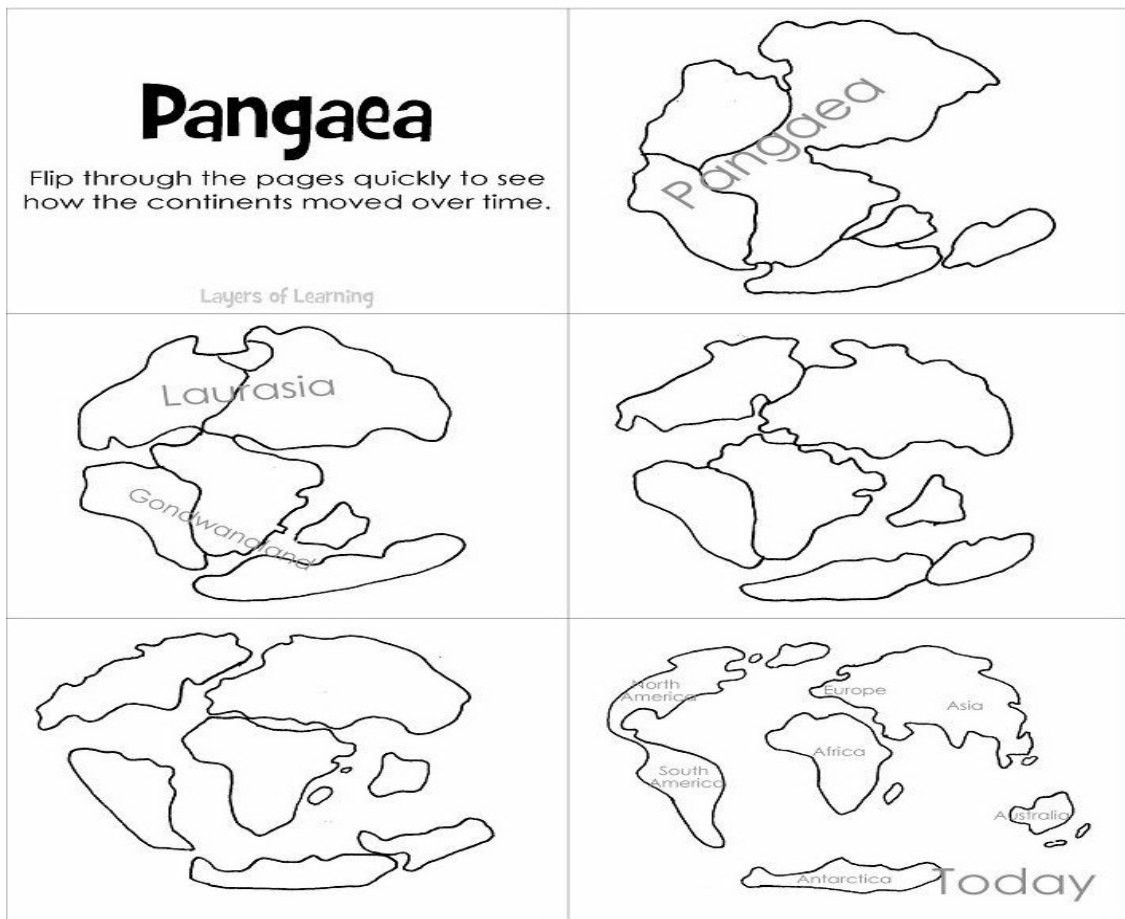 Pangaea
Flip through the pages quickly to see
how the continents moved over time.
Layers of Learning
Pangaea
Laurasia
Gondwanaland
North
America
Europe
Asia
Africa
South
America
Australia
Antarctica
Today